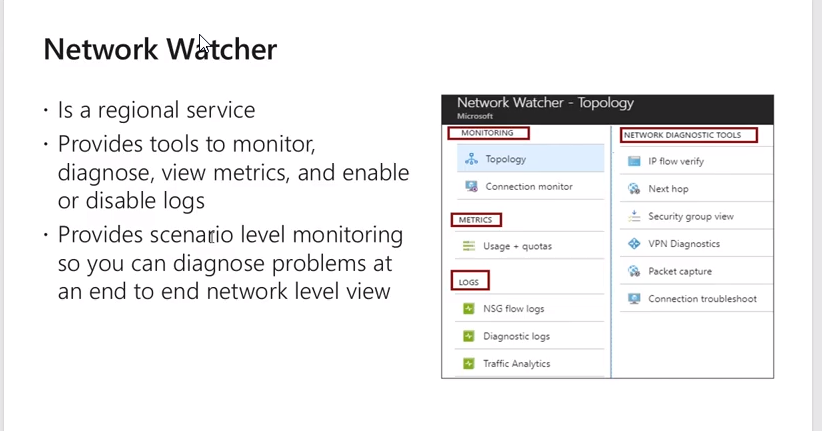 Network Watcher
· Is a regional service
· Provides tools to monitor,
diagnose, view metrics, and enable
or disable logs
· Provides scenario level monitoring
so you can diagnose problems at
an end to end network level view
Network Watcher - Topology
Microsoft
MONITORING
Topology
Connection monitor
METRICS
Usage + quotas
LOGS
NSG flow logs
Diagnostic logs
Traffic Analytics
NETWORK DIAGNOSTIC TOOLS
IP flow verify
Next hop
Security group view
VPN Diagnostics
Packet capture
Connection troubleshoot